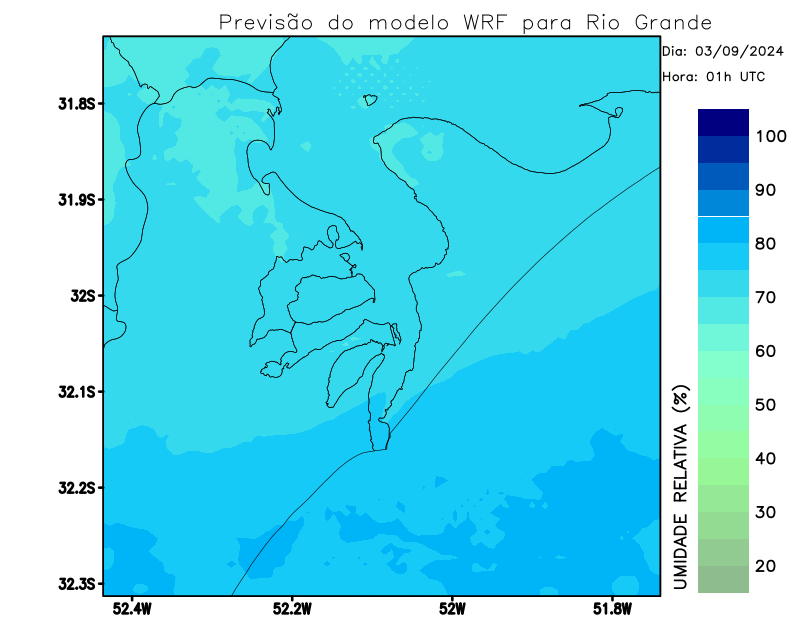 Previsão do modelo WRF para Rio Grande
Dia: 03/09/2024
Hora: 01h UTC
31.8S
31.9S
32S
32.1S
32.2S
32.3S
52.4W
52.2W
52W
51.8W
100
90
80
70
60
50
40
30
20
UMIDADE RELATIVA (%)